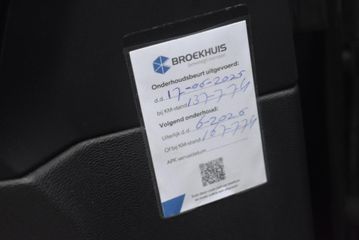 BROEKHUIS
Onderhoudsbeurt uitgevoerd:
d.d. 17-06-2025
bij KM-stand 137-774
Volgend onderhoud:
Uiterlijk d.d. 6-2026
Of bij KM-stand 167-774
APK vervaldatum: